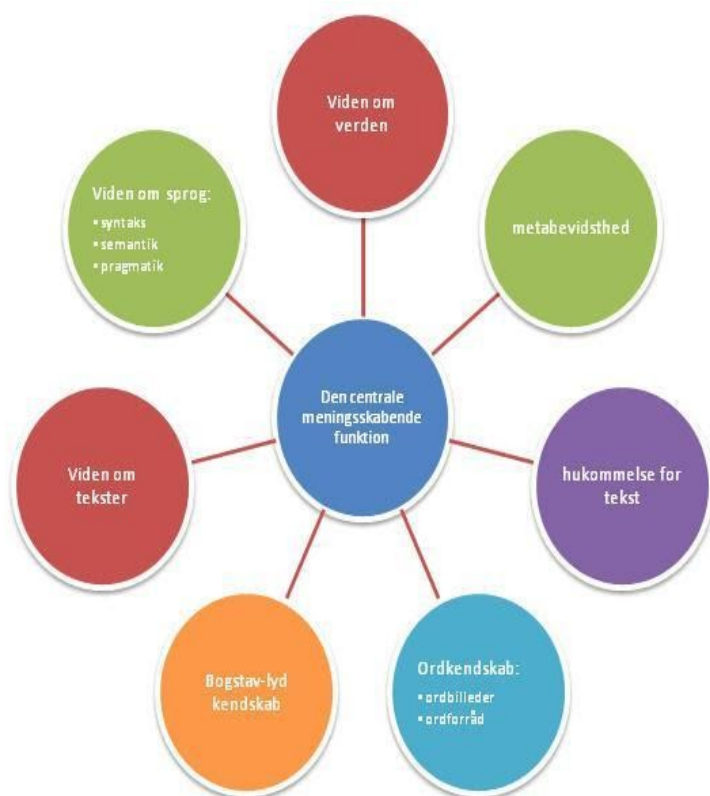 Viden om
verden
Viden om sprog:
▪ syntaks
▪ semantik
▪ pragmatik
metabevidsthed
Den centrale
meningsskabende
funktion
Viden om
tekster
hukommelse for
tekst
Bogstav-lyd
kendskab
Ordkendskab:
▪ ordbilleder
▪ ordforråd